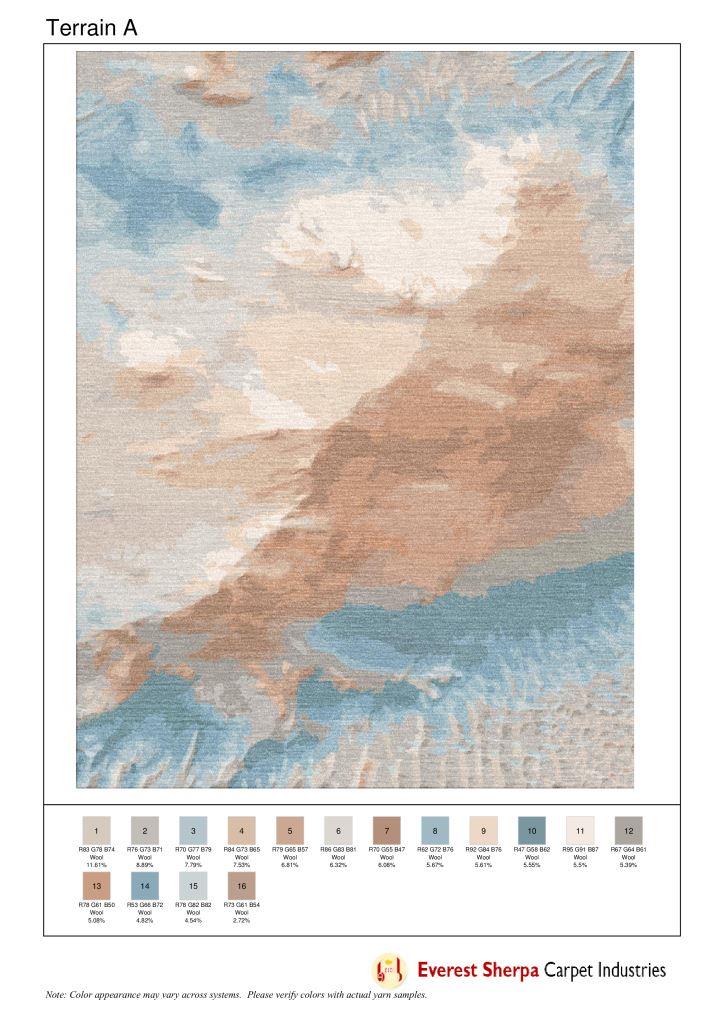 Terrain A
1 2 3 4 5 6 7 8 9 10 11 12
R83 G78 B74 R76 G73 B71 R70 G77 B79 R84 G73 B65 R79 G65 B57 R86 G83 B81 R70 G55 B47 R62 G72 B76 R92 G84 B76 R47 G58 B62 R95 G91 B87 R67 G64 B61
Wool Wool Wool Wool Wool Wool Wool Wool Wool Wool Wool Wool
11.61% 8.89% 7.79% 7.53% 6.81% 6.32% 6.08% 5.67% 5.61% 5.55% 5.5% 5.39%
13 14 15 16
R78 G61 B50 R53 G66 B72 R78 G82 B82 R73 G61 B54
Wool Wool Wool Wool
5.08% 4.82% 4.54% 2.72%
Everest Sherpa Carpet Industries
Note: Color appearance may vary across systems. Please verify colors with actual yarn samples.